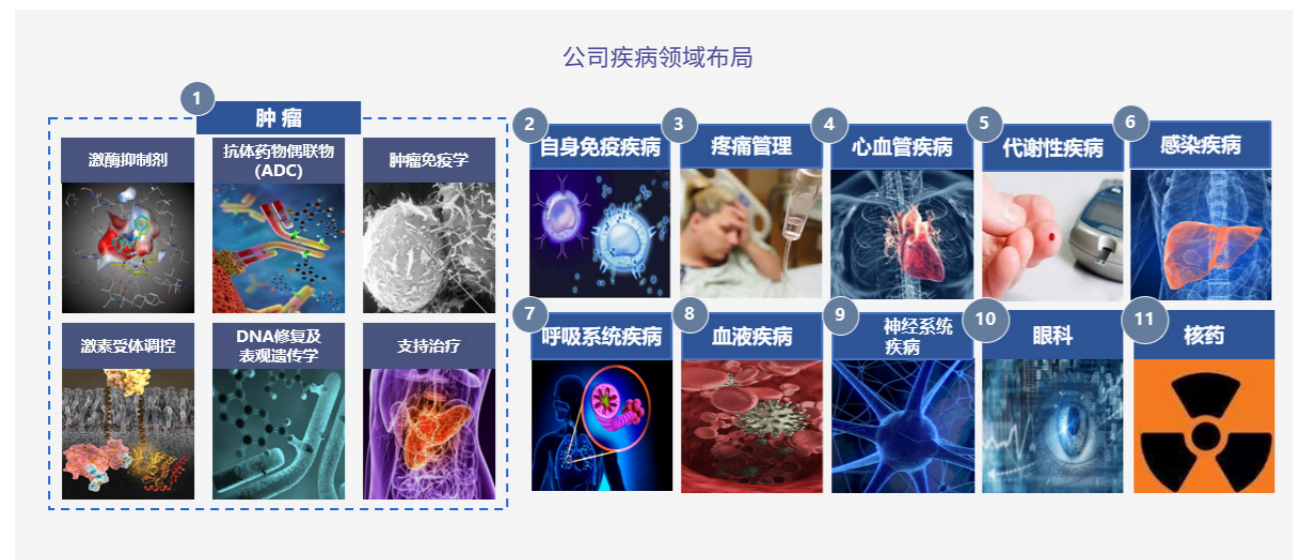 公司疾病领域布局
1
肿瘤
激酶抑制剂
抗体药物偶联物
(ADC)
肿瘤免疫学
激素受体调控
DNA修复及
表观遗传学
支持治疗
2
自身免疫疾病
3
疼痛管理
4
心血管疾病
5
代谢性疾病
6
感染疾病
7
呼吸系统疾病
8
血液疾病
9
神经系统
疾病
10
眼科
11
核药